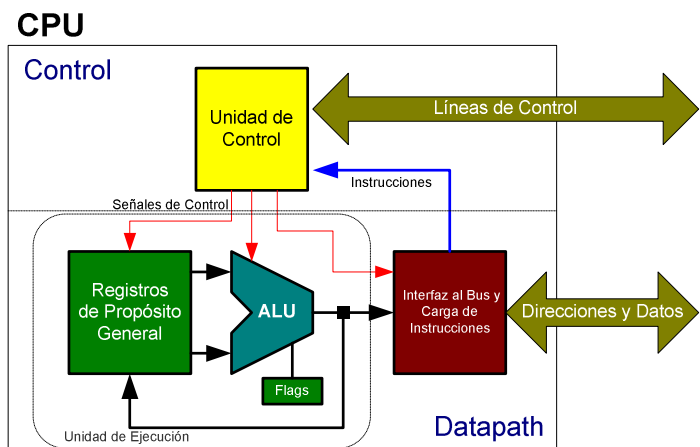 CPU
Control
Unidad de
Control
Líneas de Control
Instrucciones
Señales de Control
Registros
de Propósito
General
ALU
Interfaz al Bus y
Carga de
Instrucciones
Direcciones y Datos
Flags
Unidad de Ejecución
Datapath